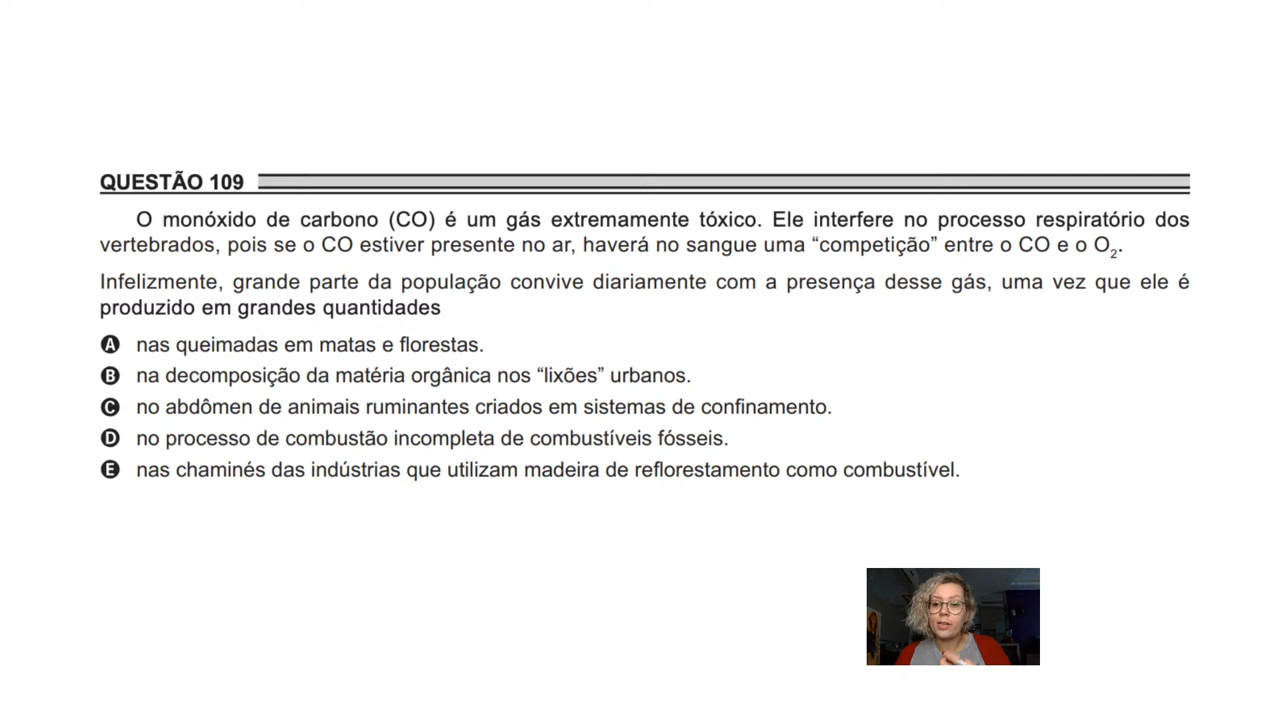 QUESTÃO 109
O monóxido de carbono (CO) é um gás extremamente tóxico. Ele interfere no processo respiratório dos
vertebrados, pois se o CO estiver presente no ar, haverá no sangue uma “competição” entre o CO e o O₂.
Infelizmente, grande parte da população convive diariamente com a presença desse gás, uma vez que ele é
produzido em grandes quantidades
A nas queimadas em matas e florestas.
B na decomposição da matéria orgânica nos “lixões” urbanos.
C no abdômen de animais ruminantes criados em sistemas de confinamento.
D no processo de combustão incompleta de combustíveis fósseis.
E nas chaminés das indústrias que utilizam madeira de reflorestamento como combustível.